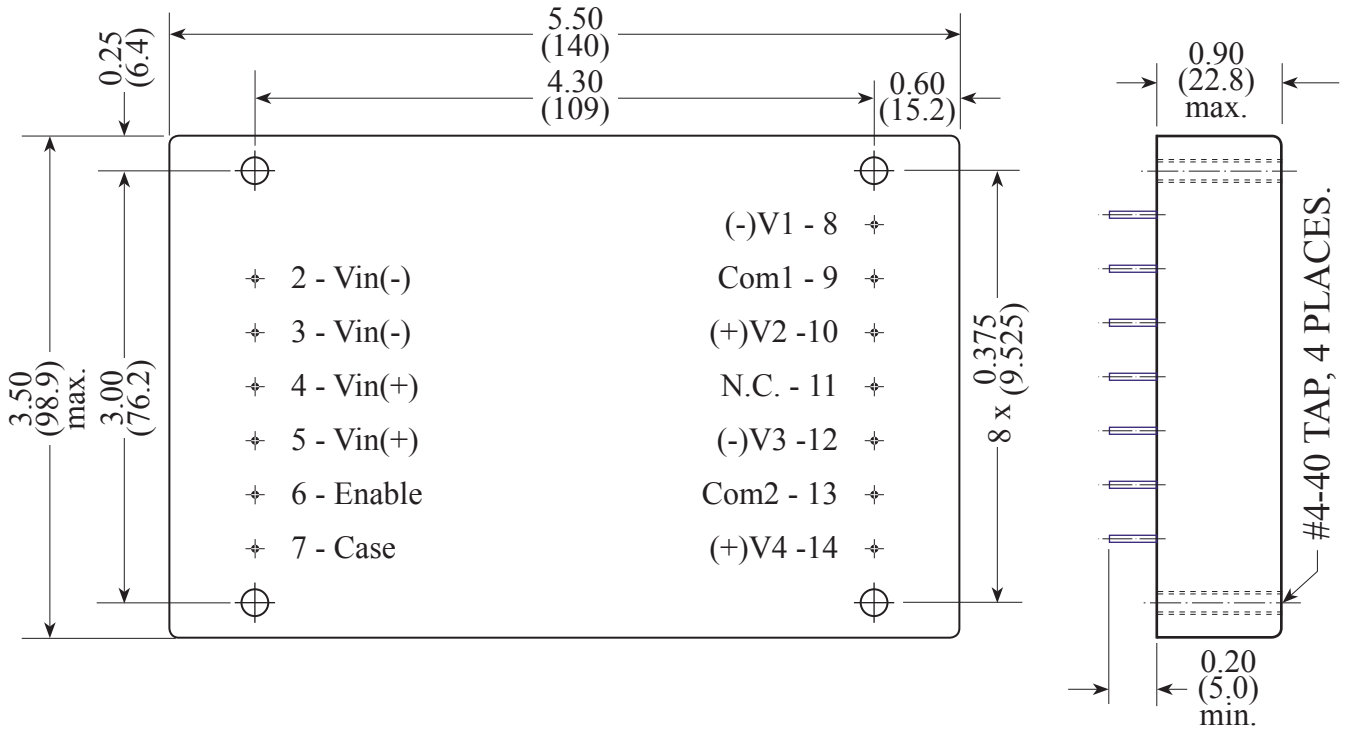 5.50
(140)
4.30
(109)
0.60
(15.2)
0.25
(6.4)
0.90
(22.8)
max.
3.50
(98.9)
max.
3.00
(76.2)
2 - Vin(-)
3 - Vin(-)
4 - Vin(+)
5 - Vin(+)
6 - Enable
7 - Case
(-)V1 - 8
Com1 - 9
(+)V2 -10
N.C. - 11
(-)V3 -12
Com2 - 13
(+)V4 -14
8 x 0.375
(9.525)
#4-40 TAP, 4 PLACES.
0.20
(5.0)
min.